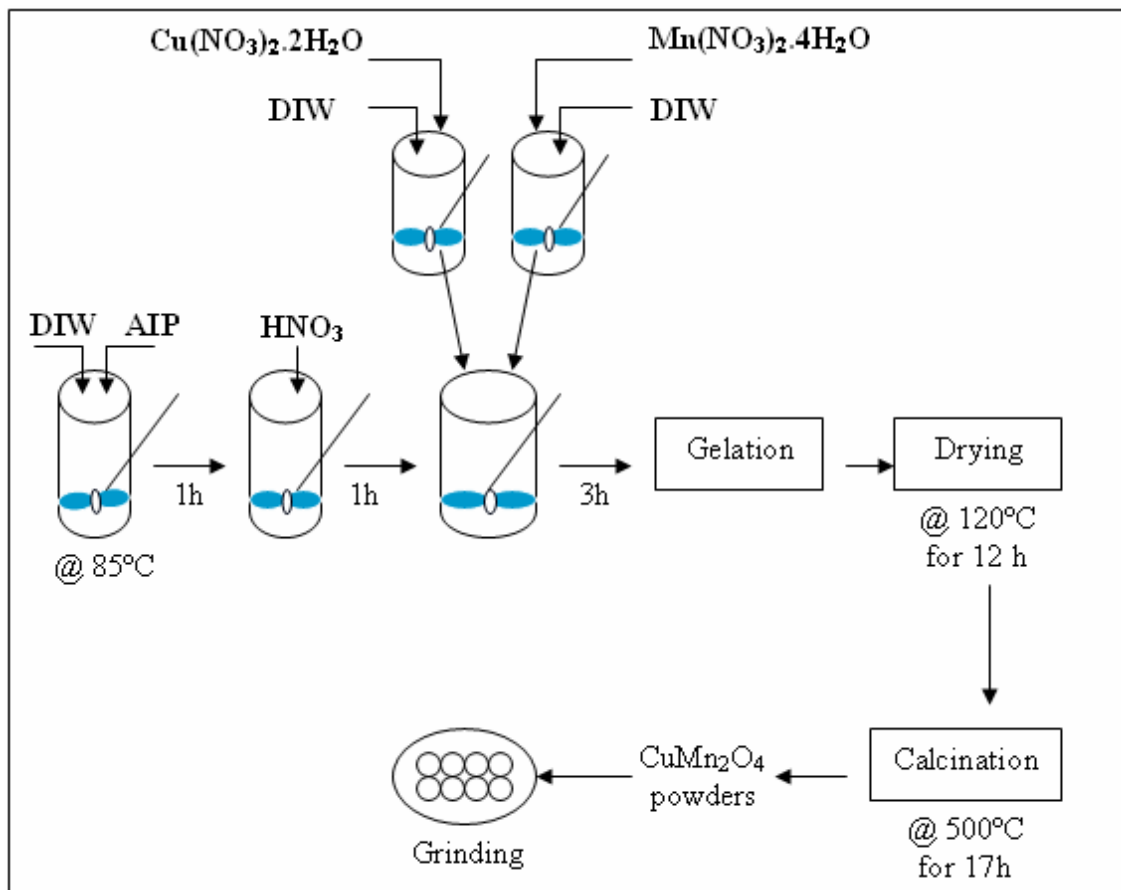 Cu(NO₃)₂.2H₂O
Mn(NO₃)₂.4H₂O
DIW
DIW
DIW
AIP
HNO₃
1h
1h
3h
Gelation
Drying
@ 85ºC
@ 120ºC
for 12 h
Calcination
@ 500ºC
for 17h
CuMn₂O₄
powders
Grinding